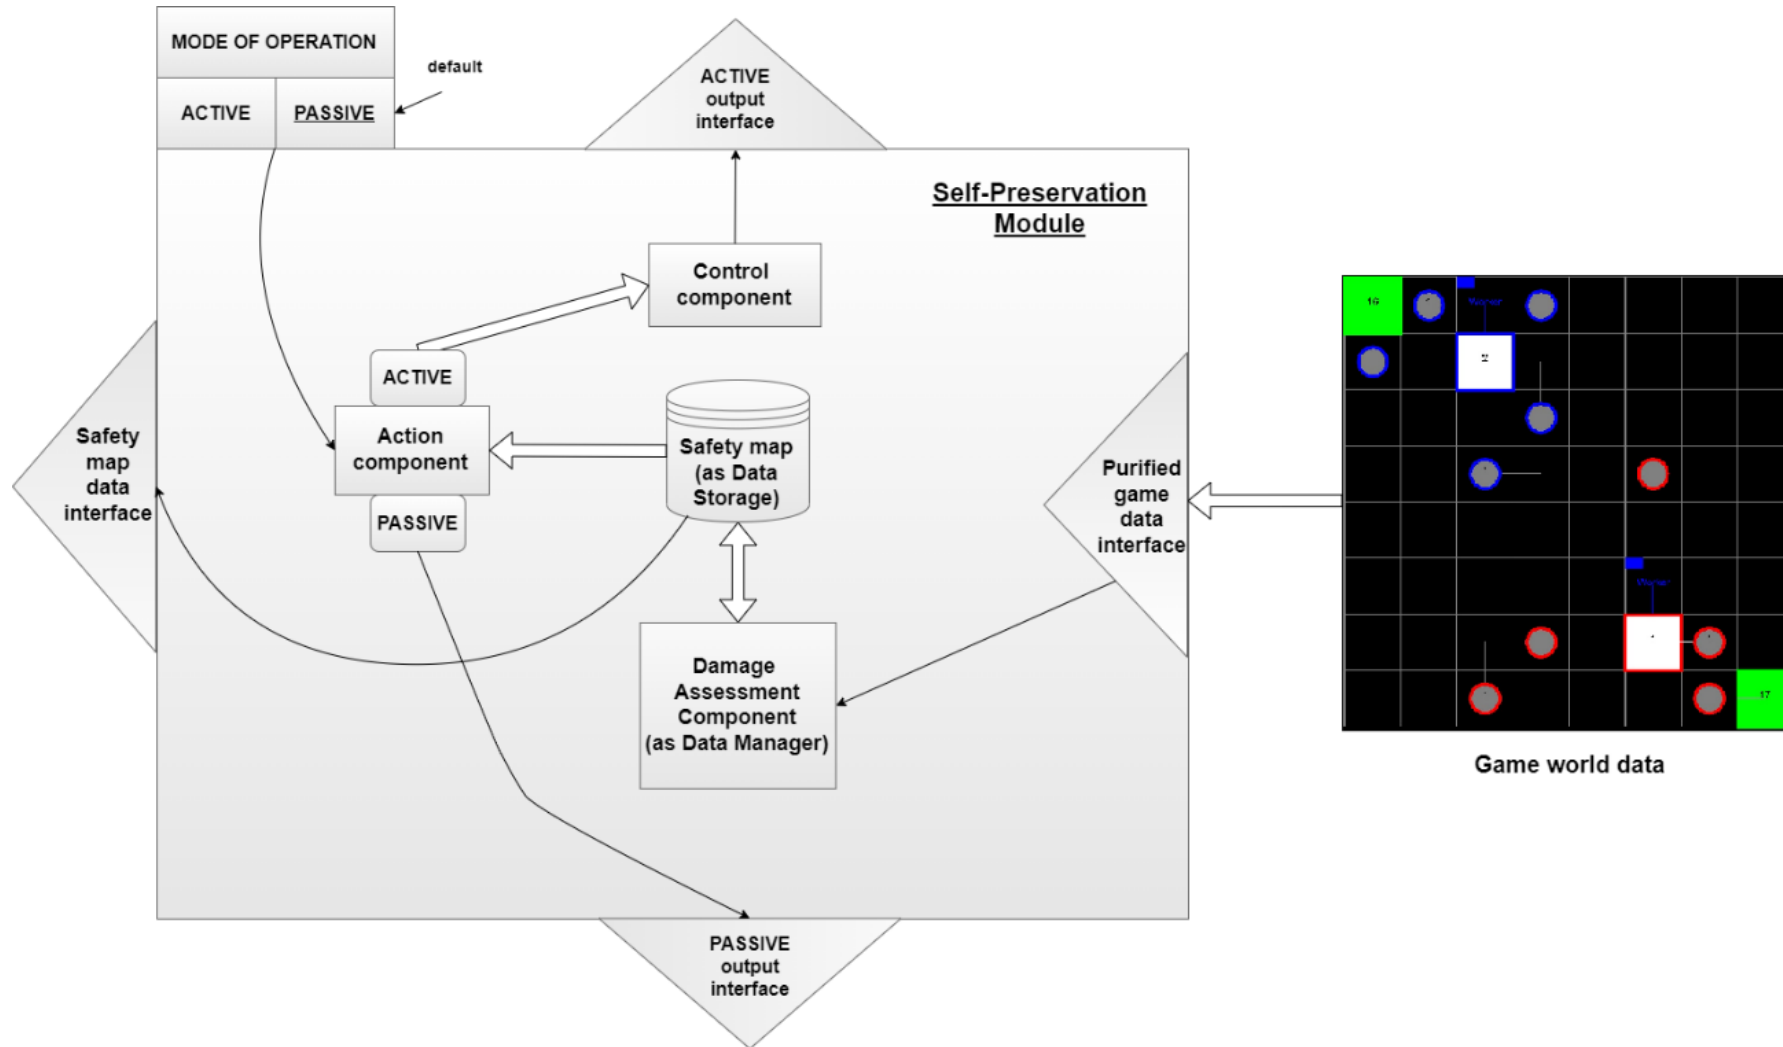 MODE OF OPERATION
default
ACTIVE
PASSIVE
ACTIVE
output
interface
Self-Preservation
Module
Control
component
ACTIVE
Action
component
PASSIVE
Safety map
(as Data
Storage)
Safety
map
data
interface
Purified
game
data
interface
Damage
Assessment
Component
(as Data Manager)
PASSIVE
output
interface
16
17
Game world data